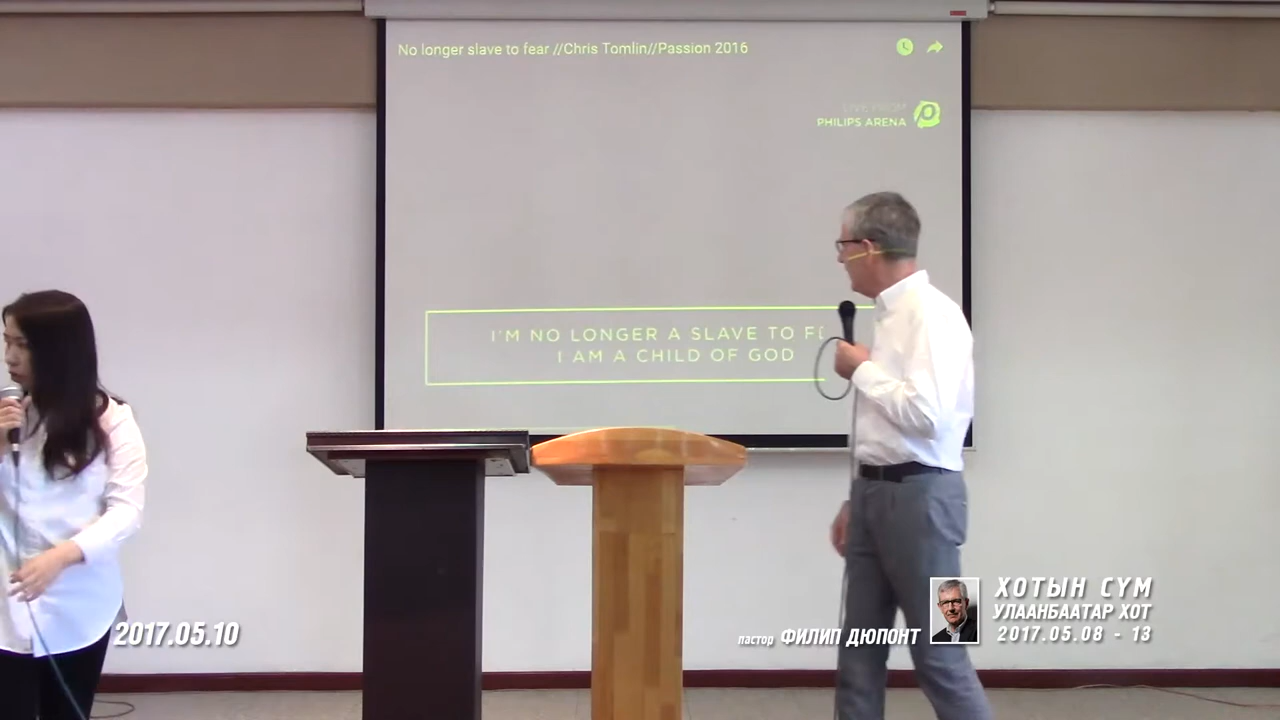 No longer slave to fear //Chris Tomlin//Passion 2016
LIVE FROM
PHILIPS ARENA
I'M NO LONGER A SLAVE TO
I AM A CHILD OF GOD
2017.05.10
пастор ФИЛИП ДЮПОНТ
ХОТЫН СҮМ
УЛААНБААТАР ХОТ
2017.05.08 - 13